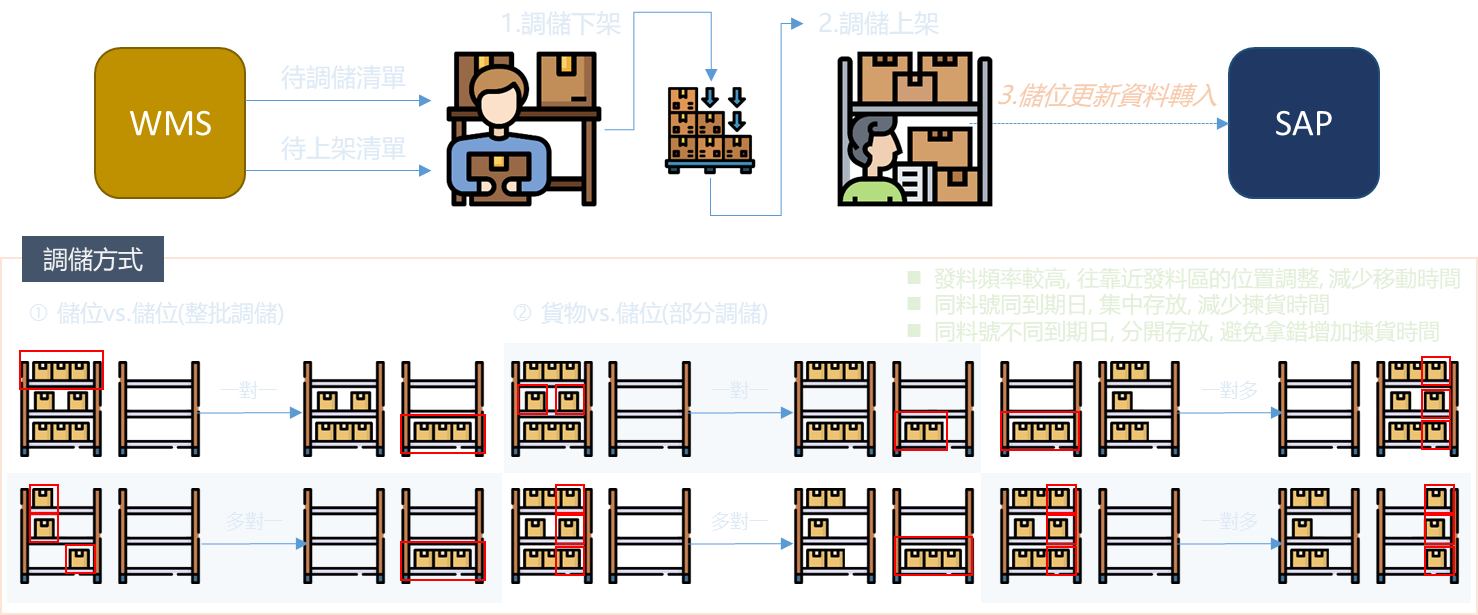 1.調儲下架
2.調儲上架
WMS
待調儲清單
待上架清單
3.儲位更新資料轉入
SAP
調儲方式
① 儲位vs.儲位(整批調儲)
② 貨物vs.儲位(部分調儲)
■ 發料頻率較高, 往靠近發料區的位置調整, 減少移動時間
■ 同料號同到期日, 集中存放, 減少揀貨時間
■ 同料號不同到期日, 分開存放, 避免拿錯增加揀貨時間
一對一
一對一
一對多
多對一
多對一
一對多